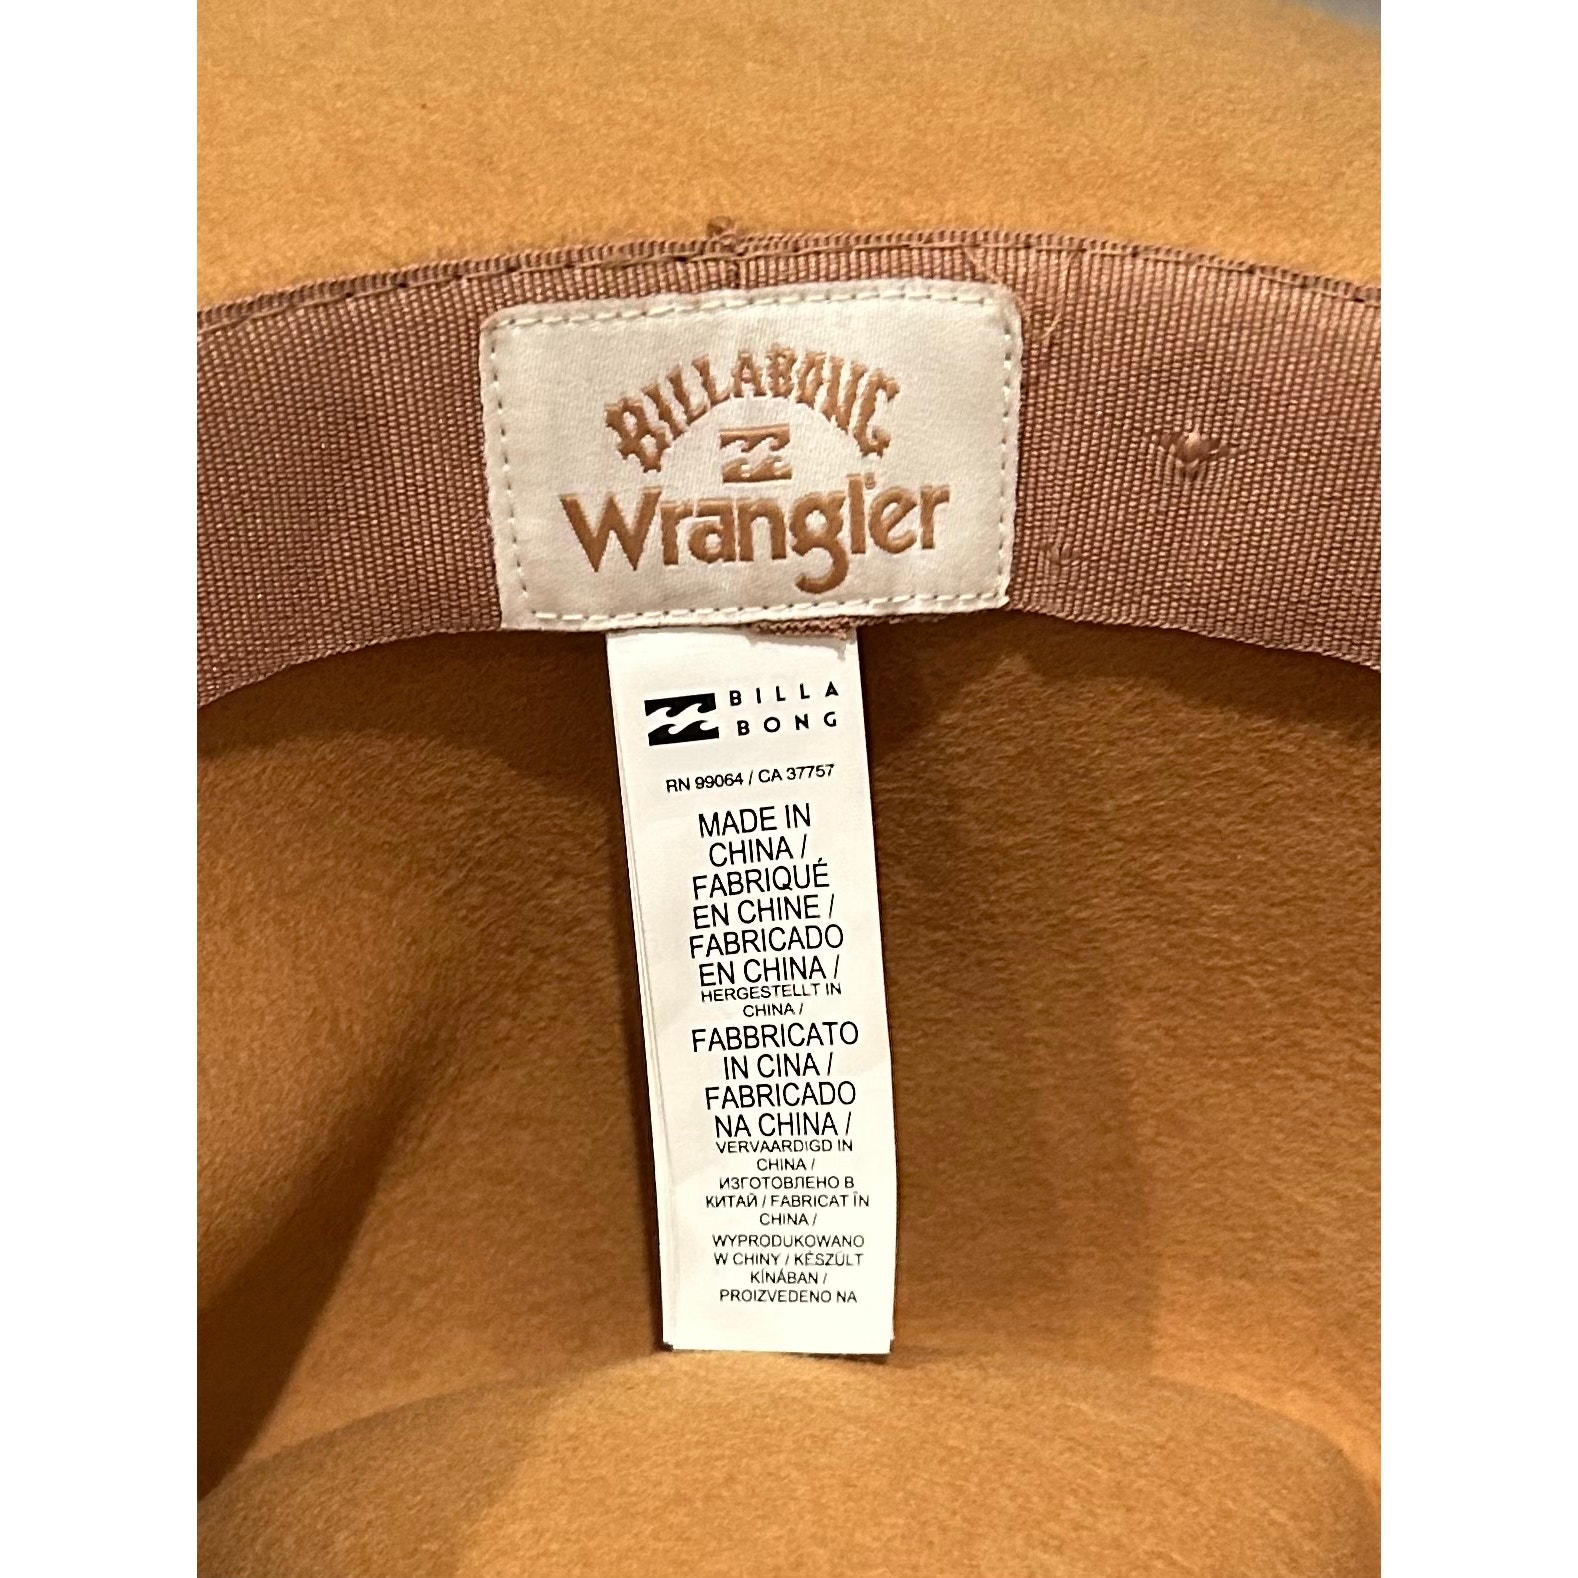 BILLABONG
Wrangler
BILLA
BONG
RN 99064 / CA 37757
MADE IN
CHINA /
FABRIQUÉ
EN CHINE /
FABRICADO
EN CHINA /
HERGESTELLT IN
CHINA /
FABBRICATO
IN CINA /
FABRICADO
NA CHINA /
VERVAARDIGD IN
CHINA /
ИЗГОТОВЛЕНО В
КИТАЙ / FABRICAT ÎN
CHINA /
WYPRODUKOWANO
W CHINY / KÉSZÜLT
KÍNÁBAN /
PROIZVEDENO NA